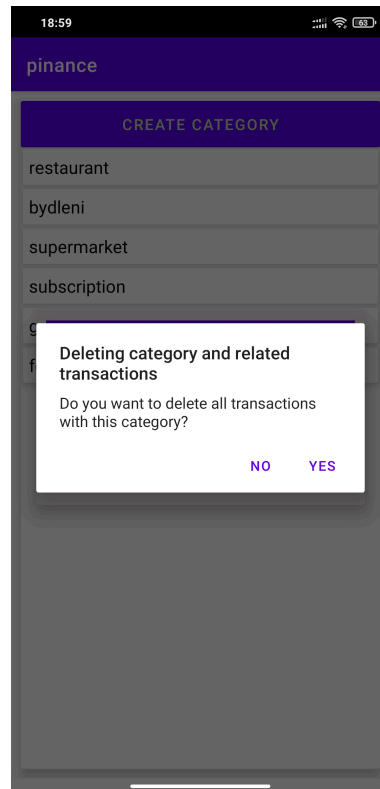 18:59
63
pinance
CREATE CATEGORY
restaurant
bydleni
supermarket
subscription
Deleting category and related
transactions
Do you want to delete all transactions
with this category?
NO YES